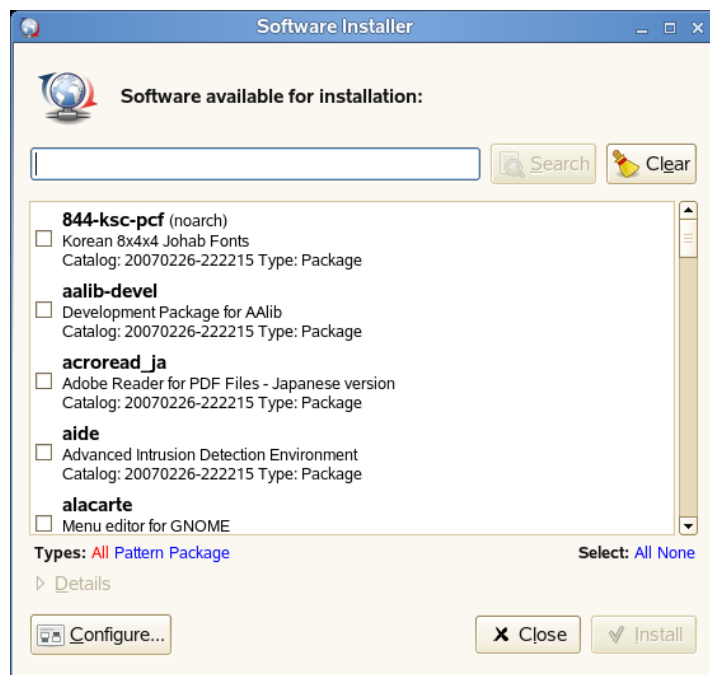 Software Installer
Software available for installation:
Search
Clear
844-ksc-pcf (noarch)
Korean 8x4x4 Johab Fonts
Catalog: 20070226-222215 Type: Package
aalib-devel
Development Package for AAlib
Catalog: 20070226-222215 Type: Package
acroread_ja
Adobe Reader for PDF Files - Japanese version
Catalog: 20070226-222215 Type: Package
aide
Advanced Intrusion Detection Environment
Catalog: 20070226-222215 Type: Package
alacarte
Menu editor for GNOME
Types: All Pattern Package
Select: All None
Details
Configure...
Close
Install